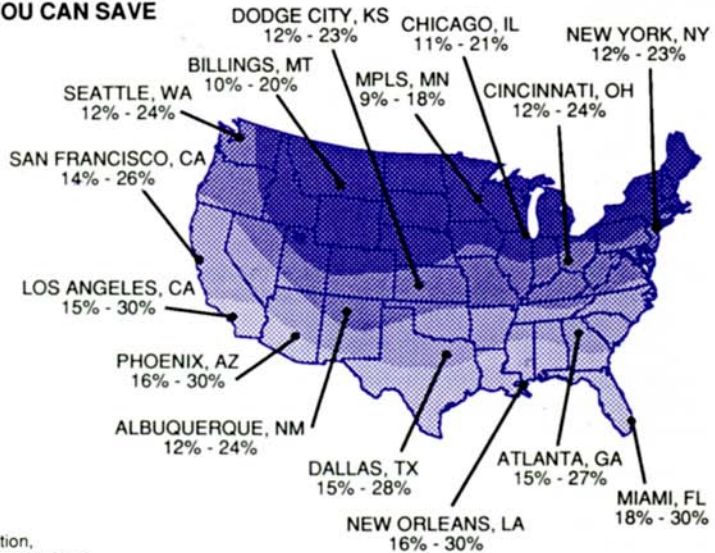 OU CAN SAVE
DODGE CITY, KS
12% - 23%
CHICAGO, IL
11% - 21%
NEW YORK, NY
12% - 23%
BILLINGS, MT
10% - 20%
MPLS, MN
9% - 18%
CINCINNATI, OH
12% - 24%
SEATTLE, WA
12% - 24%
SAN FRANCISCO, CA
14% - 26%
LOS ANGELES, CA
15% - 30%
PHOENIX, AZ
16% - 30%
ALBUQUERQUE, NM
12% - 24%
DALLAS, TX
15% - 28%
ATLANTA, GA
15% - 27%
MIAMI, FL
18% - 30%
NEW ORLEANS, LA
16% - 30%
tion,